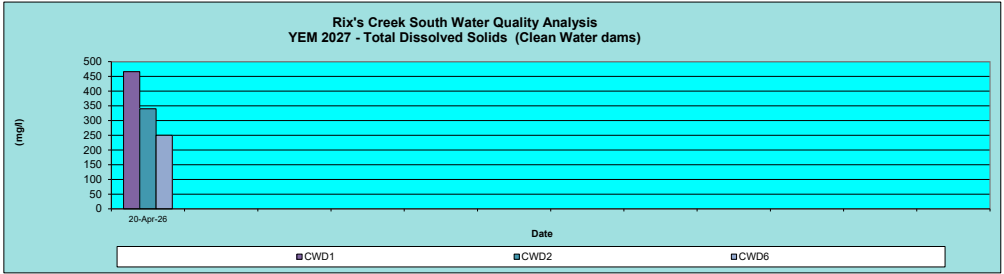 Rix's Creek South Water Quality Analysis
YEM 2027 - Total Dissolved Solids  (Clean Water dams)
500
450
400
350
300
250
200
150
100
50
0
(mg/l)
20-Apr-26
Date
CWD1 CWD2 CWD6